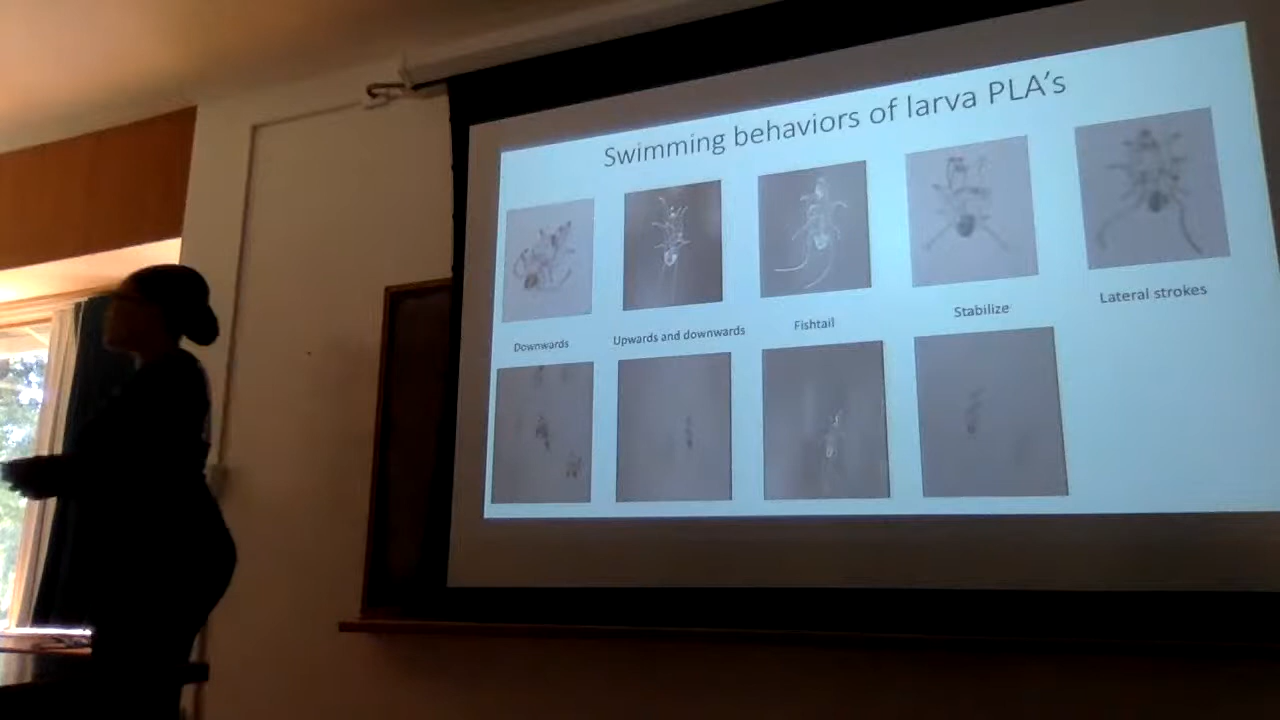 Swimming behaviors of larva PLA's
Downwards
Upwards and downwards
Fishtail
Stabilize
Lateral strokes